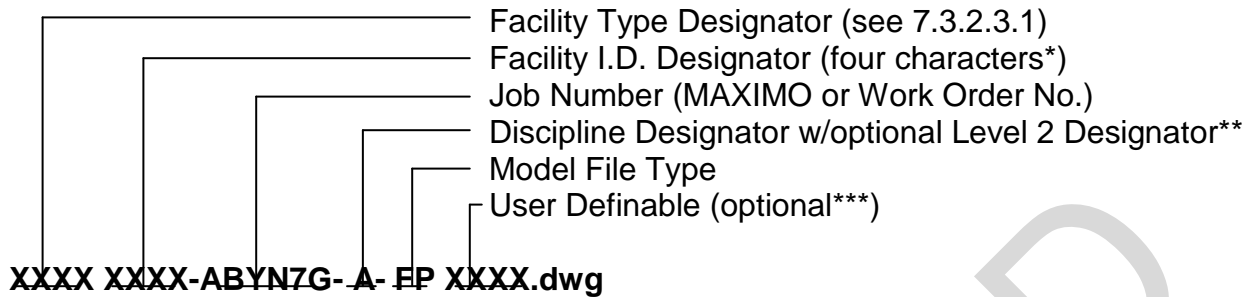 Facility Type Designator (see 7.3.2.3.1)
Facility I.D. Designator (four characters*)
Job Number (MAXIMO or Work Order No.)
Discipline Designator w/optional Level 2 Designator**
Model File Type
User Definable (optional***)
XXXX XXXX-ABYN7G- A- FP XXXX.dwg